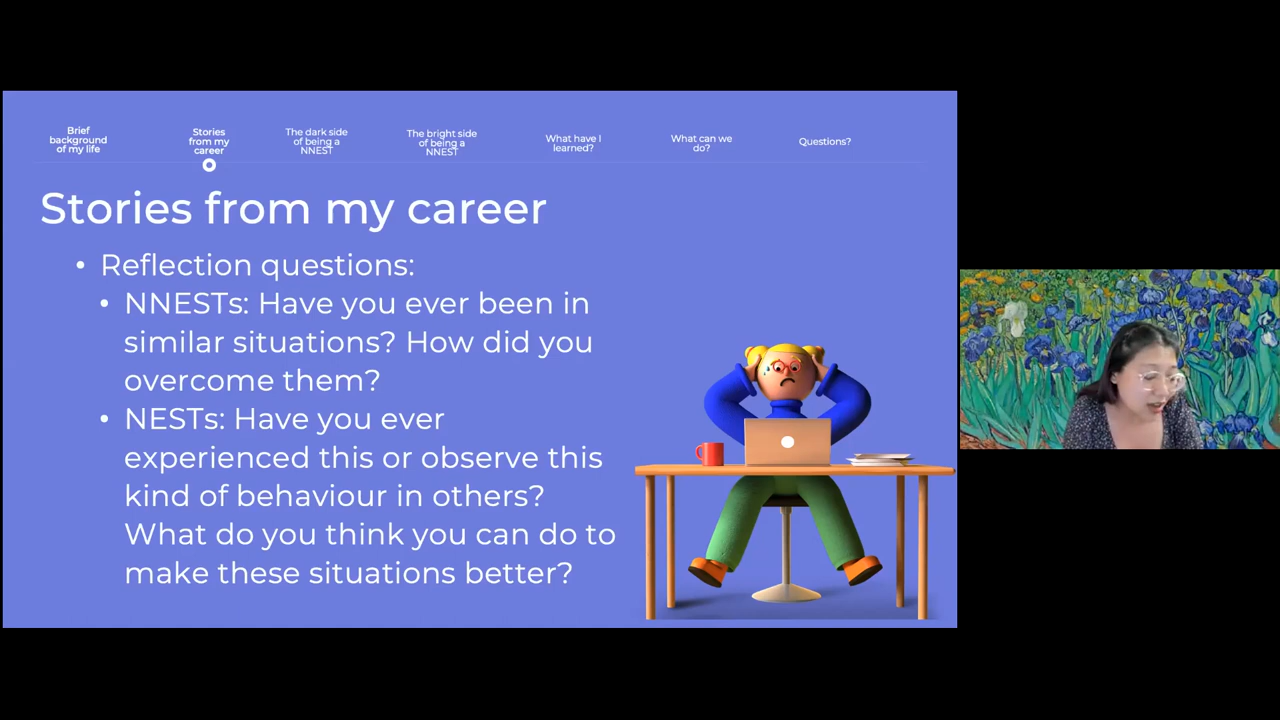 Brief
background
of my life
Stories
from my
career
The dark side
of being a
NNEST
The bright side
of being a
NNEST
What have I
learned?
What can we
do?
Questions?
Stories from my career
• Reflection questions:
• NNESTs: Have you ever been in
similar situations? How did you
overcome them?
• NESTs: Have you ever
experienced this or observe this
kind of behaviour in others?
What do you think you can do to
make these situations better?